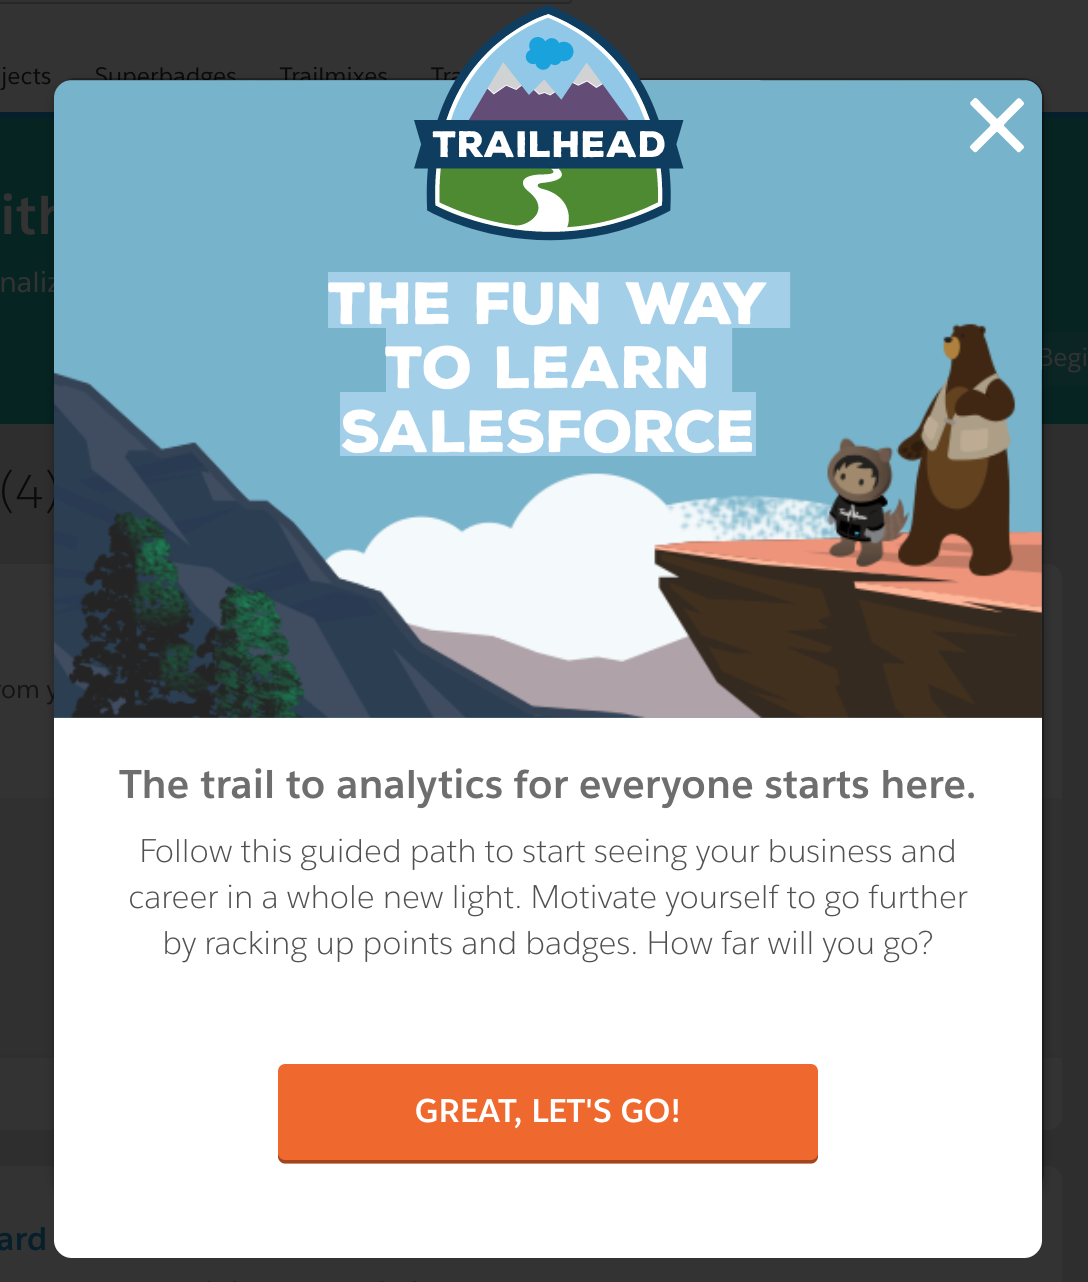 jects Superbadges Trailmixes Tra
TRAILHEAD
ith
naliz
THE FUN WAY
TO LEARN
SALESFORCE
Begi
(4)
om y
The trail to analytics for everyone starts here.
Follow this guided path to start seeing your business and
career in a whole new light. Motivate yourself to go further
by racking up points and badges. How far will you go?
GREAT, LET'S GO!
ard